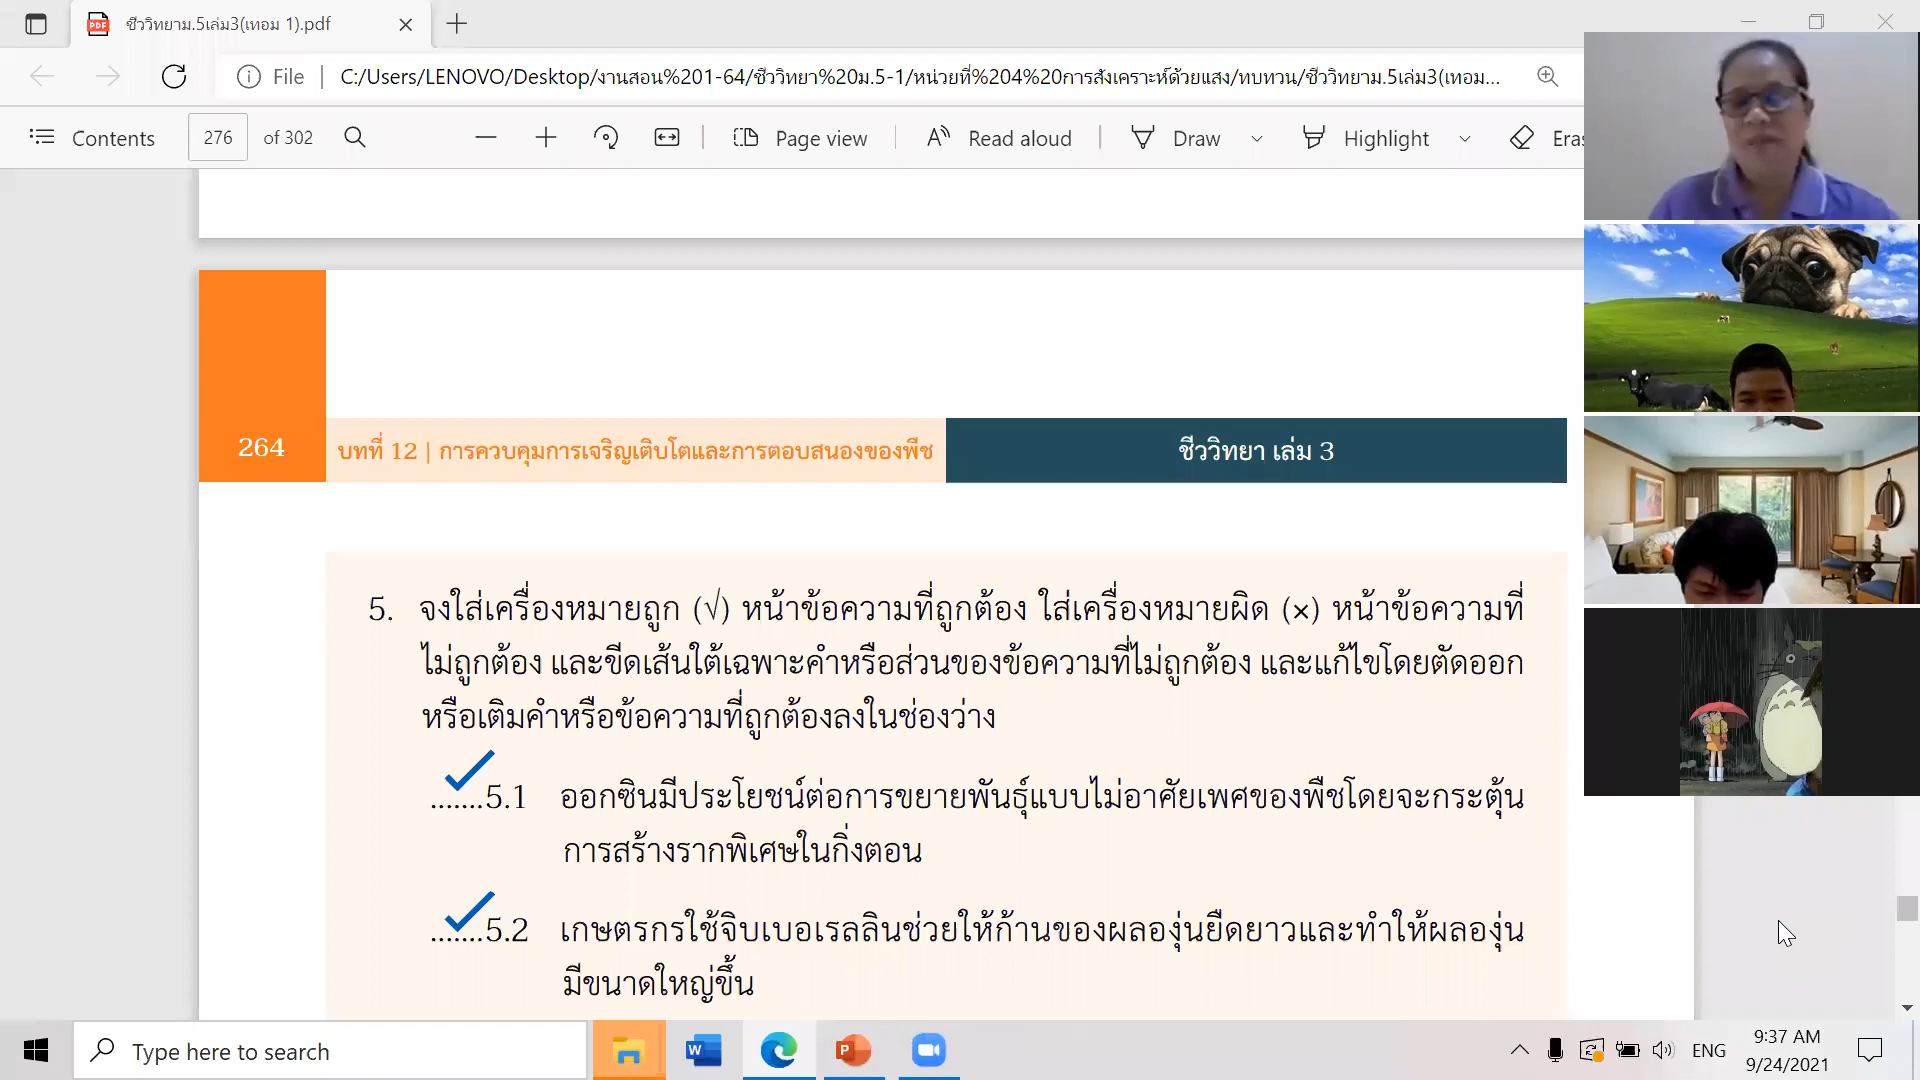 ชีววิทยาม.5เล่ม3(เทอม 1).pdf
File
C:/Users/LENOVO/Desktop/งานสอน%201-64/ชีววิทยา%20ม.5-1/หน่วยที่%204%20การสังเคราะห์ด้วยแสง/ทบทวน/ชีววิทยาม.5เล่ม3(เทอม...
Contents
276
of 302
Page view
Read aloud
Draw
Highlight
Eras
264
บทที่ 12 | การควบคุมการเจริญเติบโตและการตอบสนองของพืช
ชีววิทยา เล่ม 3
5. จงใส่เครื่องหมายถูก (√) หน้าข้อความที่ถูกต้อง ใส่เครื่องหมายผิด (×) หน้าข้อความที่
ไม่ถูกต้อง และขีดเส้นใต้เฉพาะคำหรือส่วนของข้อความที่ไม่ถูกต้อง และแก้ไขโดยตัดออก
หรือเติมคำหรือข้อความที่ถูกต้องลงในช่องว่าง
.......5.1 ออกซินมีประโยชน์ต่อการขยายพันธุ์แบบไม่อาศัยเพศของพืชโดยจะกระตุ้น
การสร้างรากพิเศษในกิ่งตอน
.......5.2 เกษตรกรใช้จิบเบอเรลลินช่วยให้ก้านของผลองุ่นยืดยาวและทำให้ผลองุ่น
มีขนาดใหญ่ขึ้น
Type here to search
ENG
9:37 AM
9/24/2021